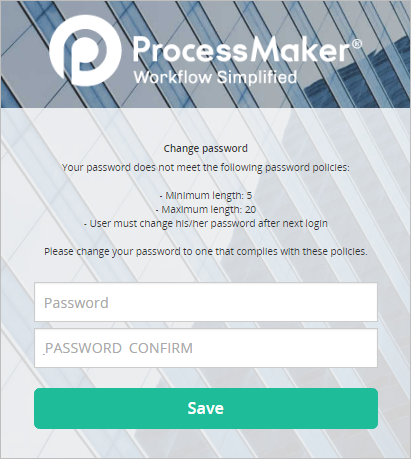 ProcessMaker®
Workflow Simplified
Change password
Your password does not meet the following password policies:
- Minimum length: 5
- Maximum length: 20
- User must change his/her password after next login
Please change your password to one that complies with these policies.
Password
_PASSWORD_CONFIRM
Save